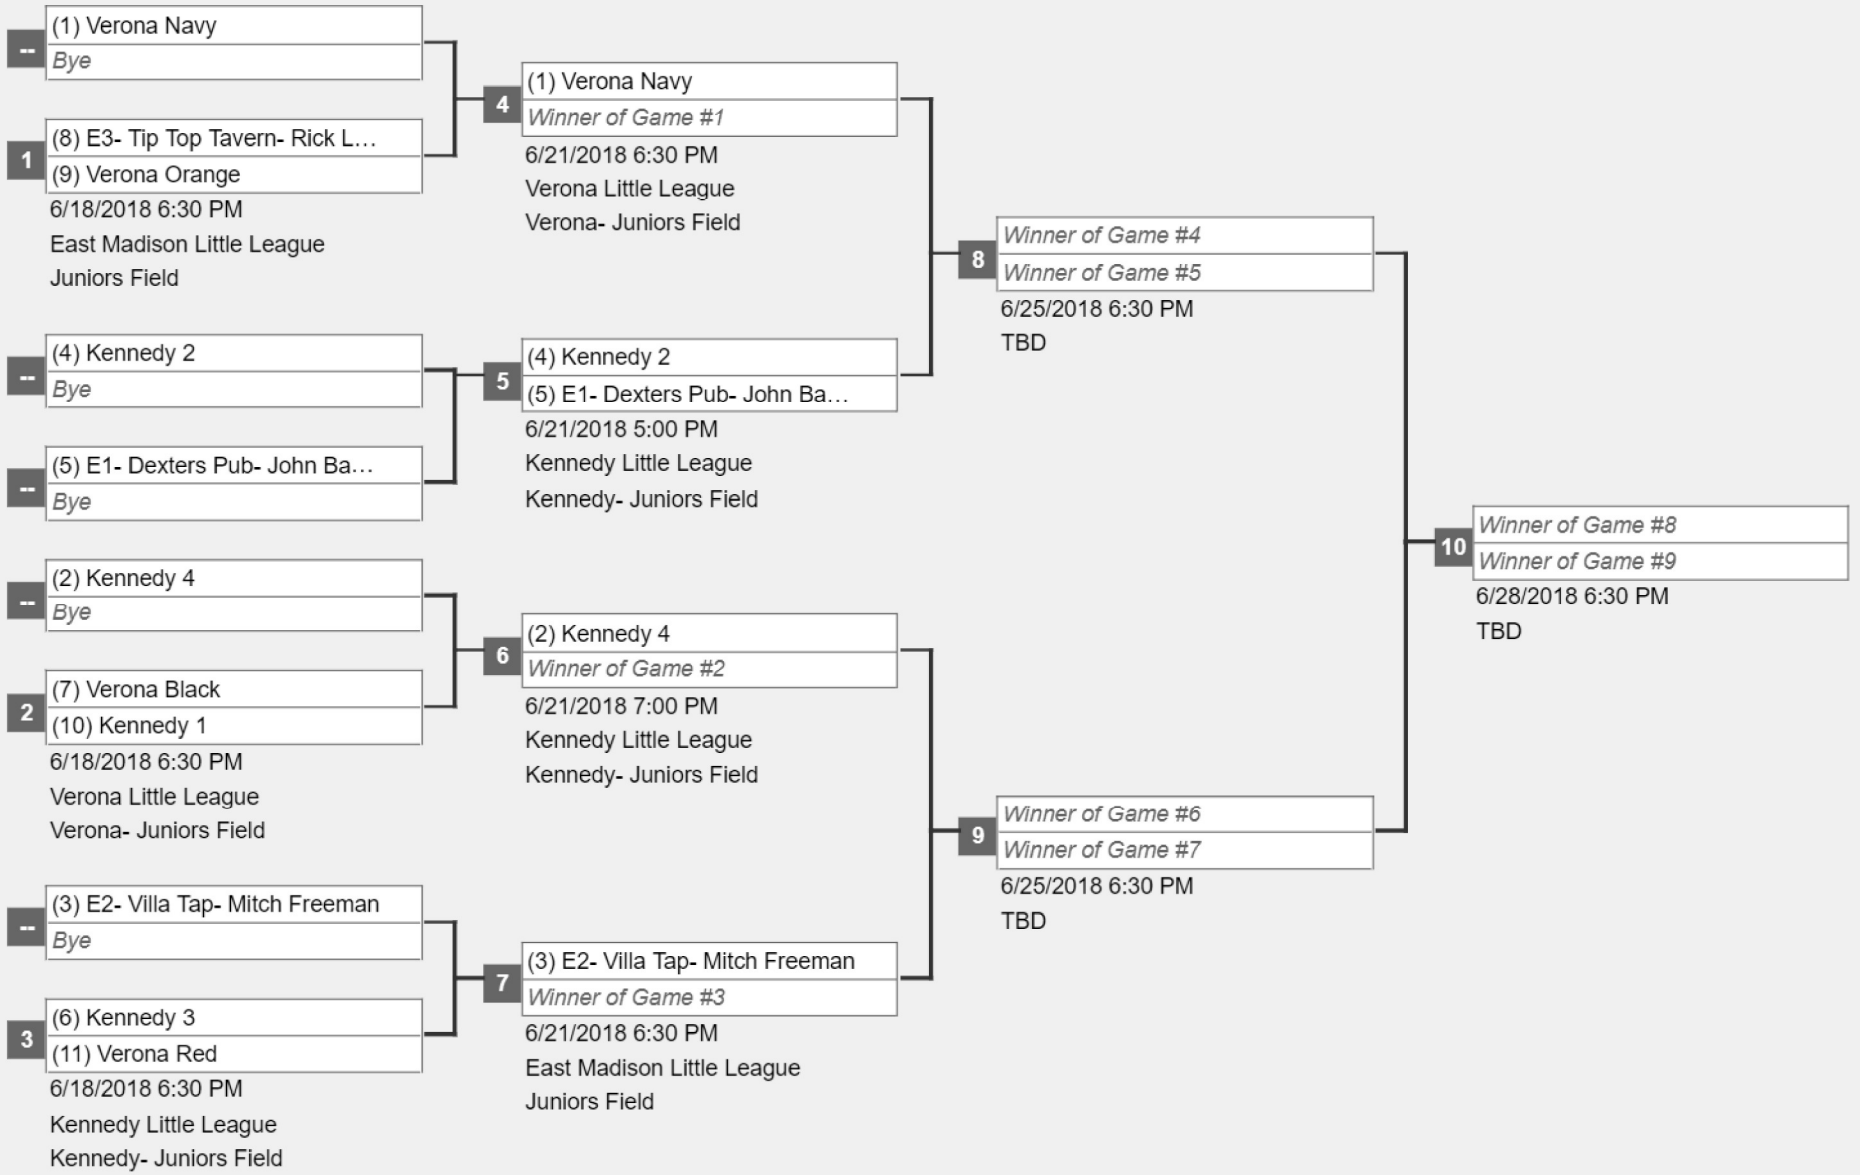 --
(1) Verona Navy
Bye
1
(8) E3- Tip Top Tavern- Rick L...
(9) Verona Orange
6/18/2018 6:30 PM
East Madison Little League
Juniors Field
--
(4) Kennedy 2
Bye
--
(5) E1- Dexters Pub- John Ba...
Bye
--
(2) Kennedy 4
Bye
2
(7) Verona Black
(10) Kennedy 1
6/18/2018 6:30 PM
Verona Little League
Verona- Juniors Field
--
(3) E2- Villa Tap- Mitch Freeman
Bye
3
(6) Kennedy 3
(11) Verona Red
6/18/2018 6:30 PM
Kennedy Little League
Kennedy- Juniors Field
4
(1) Verona Navy
Winner of Game #1
6/21/2018 6:30 PM
Verona Little League
Verona- Juniors Field
5
(4) Kennedy 2
(5) E1- Dexters Pub- John Ba...
6/21/2018 5:00 PM
Kennedy Little League
Kennedy- Juniors Field
6
(2) Kennedy 4
Winner of Game #2
6/21/2018 7:00 PM
Kennedy Little League
Kennedy- Juniors Field
7
(3) E2- Villa Tap- Mitch Freeman
Winner of Game #3
6/21/2018 6:30 PM
East Madison Little League
Juniors Field
8
Winner of Game #4
Winner of Game #5
6/25/2018 6:30 PM
TBD
9
Winner of Game #6
Winner of Game #7
6/25/2018 6:30 PM
TBD
10
Winner of Game #8
Winner of Game #9
6/28/2018 6:30 PM
TBD